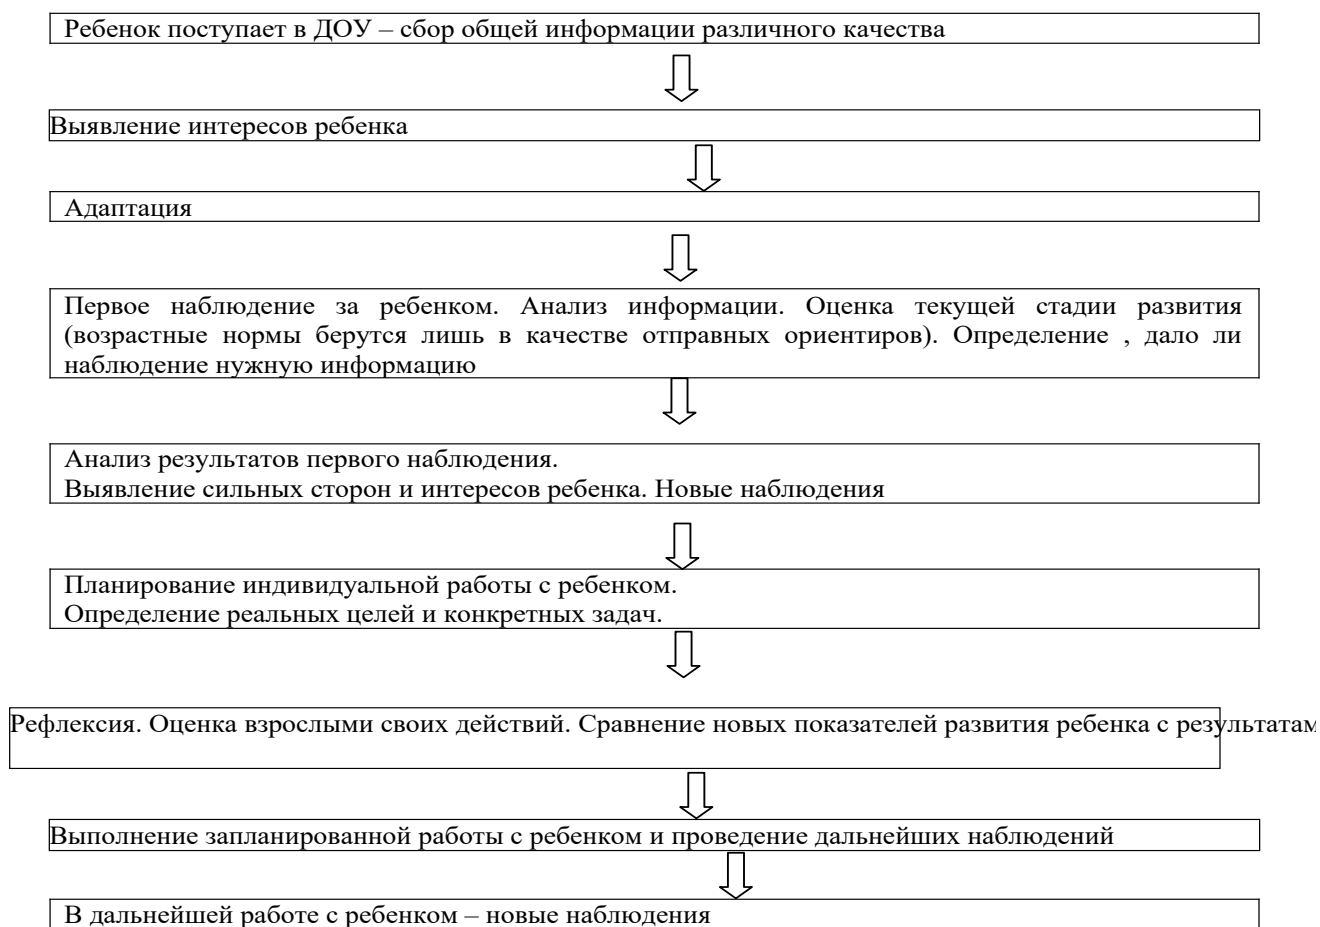 Ребенок поступает в ДОУ – сбор общей информации различного качества
Выявление интересов ребенка
Адаптация
Первое наблюдение за ребенком. Анализ информации. Оценка текущей стадии развития
(возрастные нормы берутся лишь в качестве отправных ориентиров). Определение , дало ли
наблюдение нужную информацию
Анализ результатов первого наблюдения.
Выявление сильных сторон и интересов ребенка. Новые наблюдения
Планирование индивидуальной работы с ребенком.
Определение реальных целей и конкретных задач.
Рефлексия. Оценка взрослыми своих действий. Сравнение новых показателей развития ребенка с результатам
Выполнение запланированной работы с ребенком и проведение дальнейших наблюдений
В дальнейшей работе с ребенком – новые наблюдения